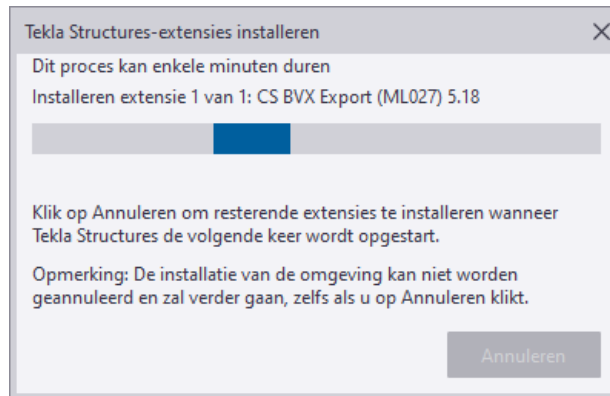 Tekla Structures-extensies installeren
Dit proces kan enkele minuten duren
Installeren extensie 1 van 1: CS BVX Export (ML027) 5.18
Klik op Annuleren om resterende extensies te installeren wanneer
Tekla Structures de volgende keer wordt opgestart.
Opmerking: De installatie van de omgeving kan niet worden
geannuleerd en zal verder gaan, zelfs als u op Annuleren klikt.
Annuleren